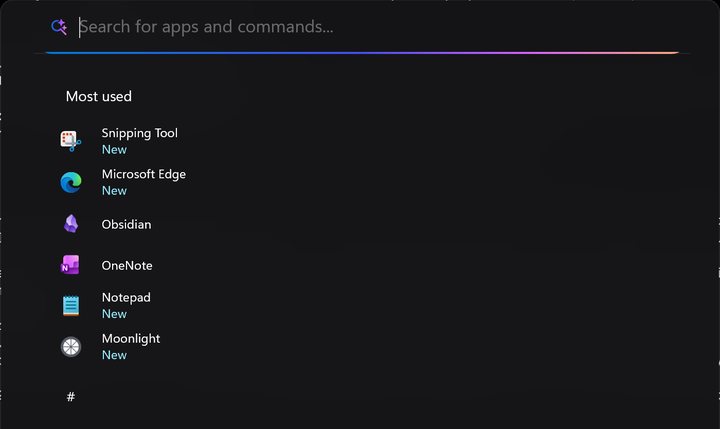 Search for apps and commands...
Most used
Snipping Tool
New
Microsoft Edge
New
Obsidian
OneNote
Notepad
New
Moonlight
New
#